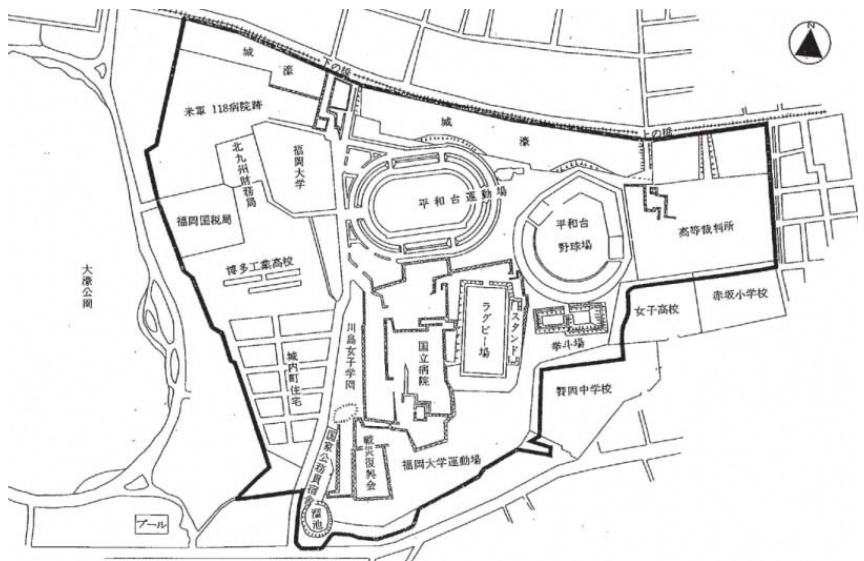 N
城
濠
下の橋
米軍 118病院跡
城
濠
上の橋
北九州財務局
福岡大学
平和台運動場
平和台
野球場
高等裁判所
福岡国税局
大濠公園
博多工業高校
赤坂小学校
女子高校
スタンド
ラグビー場
拳斗場
川島女子学園
国立病院
城内町住宅
警固中学校
戦災復興会
福岡大学運動場
国家公務員宿舎
溜池
プール